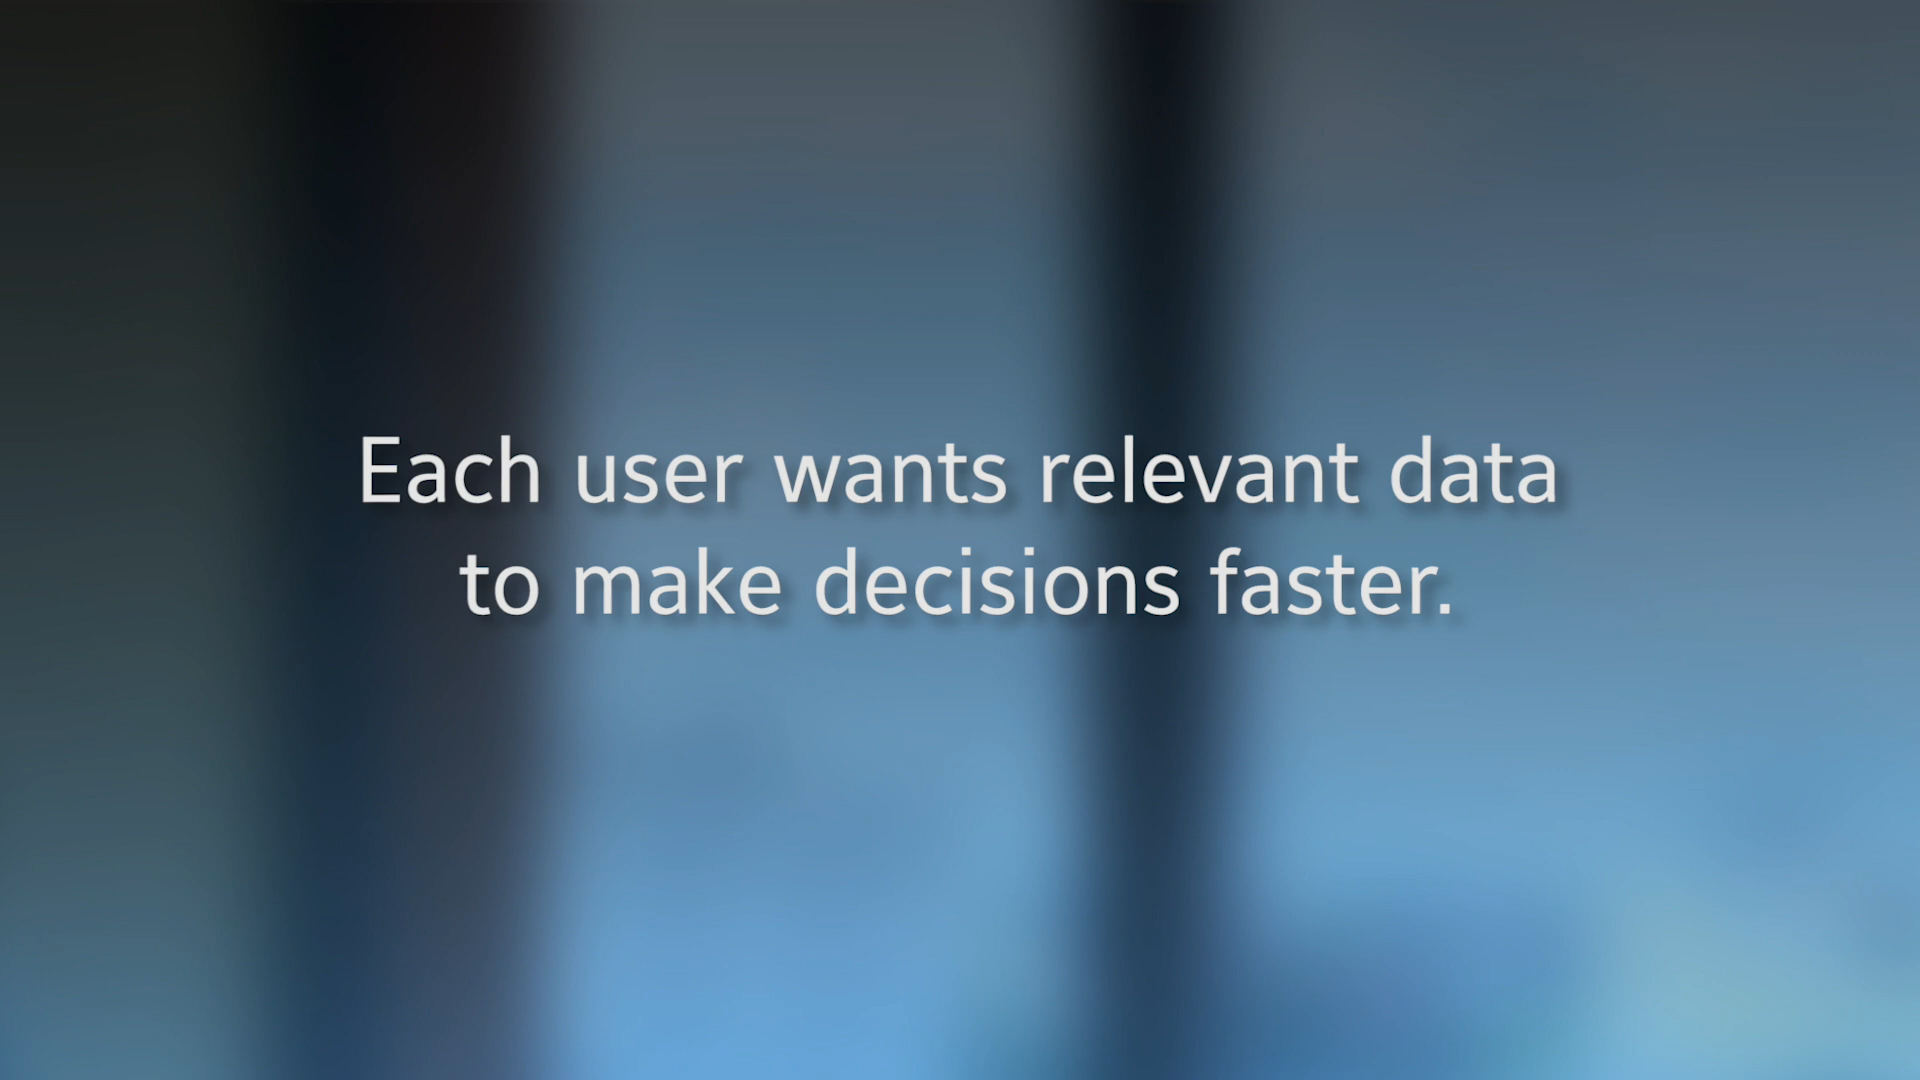 Each user wants relevant data
to make decisions faster.